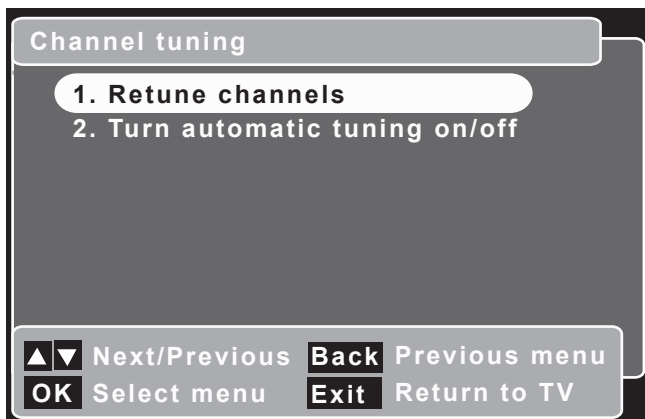 Channel tuning
1. Retune channels
2. Turn automatic tuning on/off
▲▼ Next/Previous Back Previous menu
OK Select menu Exit Return to TV